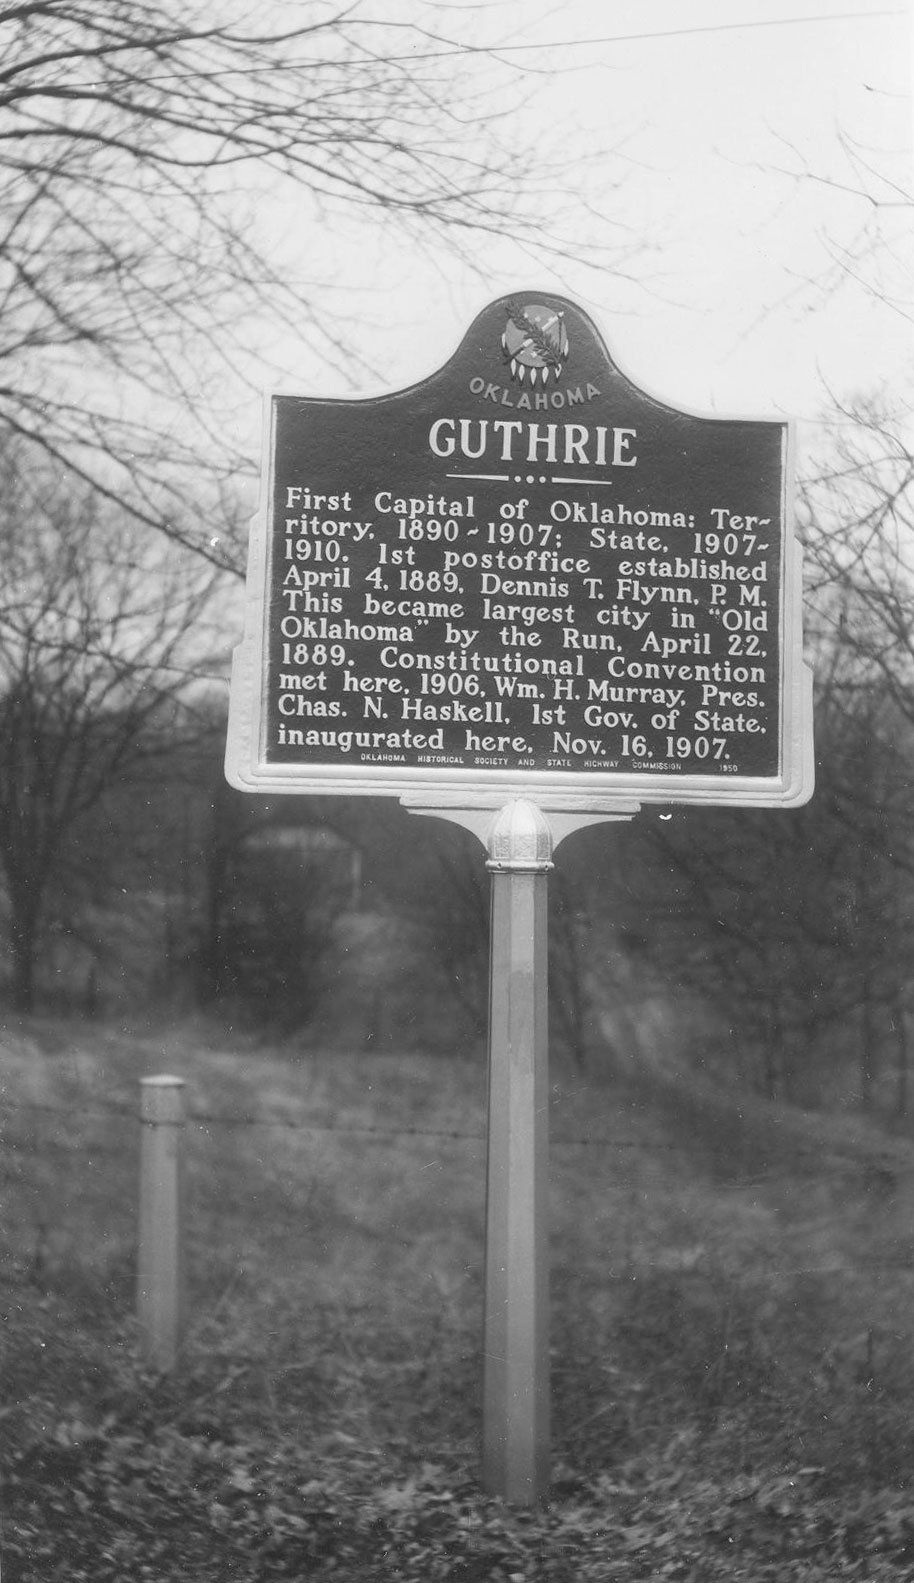 OKLAHOMA
GUTHRIE
First Capital of Oklahoma: Ter-
ritory, 1890-1907; State, 1907-
1910. 1st postoffice established
April 4, 1889, Dennis T. Flynn, P. M.
This became largest city in "Old
Oklahoma" by the Run, April 22,
1889. Constitutional Convention
met here, 1906, Wm. H. Murray, Pres.
Chas. N. Haskell, 1st Gov. of State,
inaugurated here, Nov. 16, 1907.
OKLAHOMA HISTORICAL SOCIETY AND STATE HIGHWAY COMMISSION 1950